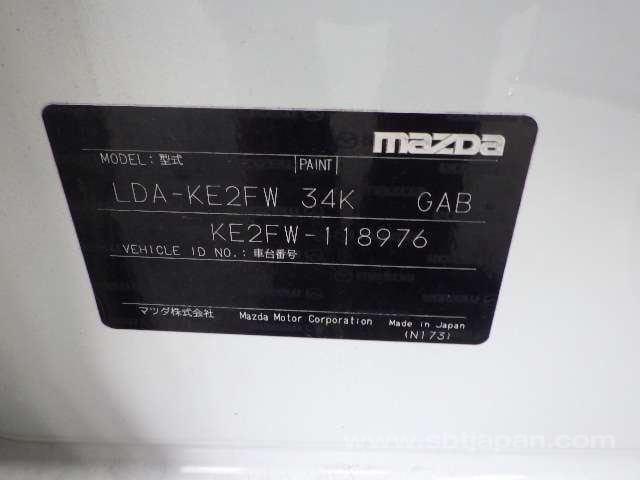 mazda
MODEL: 型式 PAINT
LDA-KE2FW 34K GAB
KE2FW-118976
VEHICLE ID NO.: 車台番号
マツダ株式会社 Mazda Motor Corporation Made in Japan
(N173)
www.sbtjapan.com